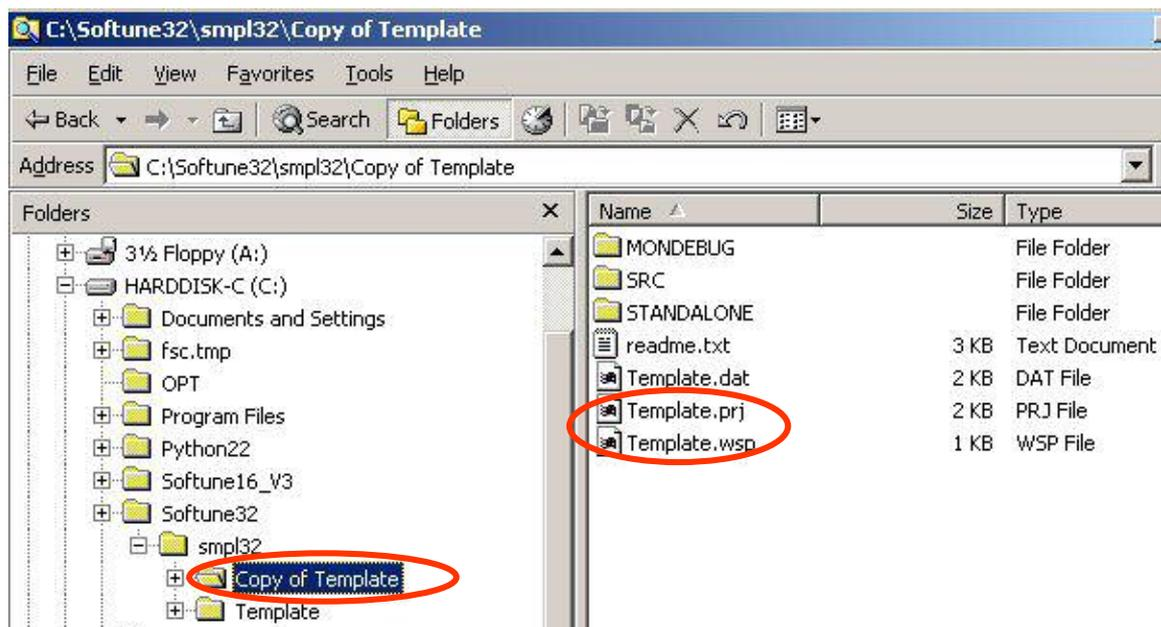 C:\Softune32\smpl32\Copy of Template
File Edit View Favorites Tools Help
Back Search Folders
Address C:\Softune32\smpl32\Copy of Template
Folders
3½ Floppy (A:)
HARDDISK-C (C:)
Documents and Settings
fsc.tmp
OPT
Program Files
Python22
Softune16_V3
Softune32
smpl32
Copy of Template
Template
Name Size Type
MONDEBUG File Folder
SRC File Folder
STANDALONE File Folder
readme.txt 3 KB Text Document
Template.dat 2 KB DAT File
Template.prj 2 KB PRJ File
Template.wsp 1 KB WSP File